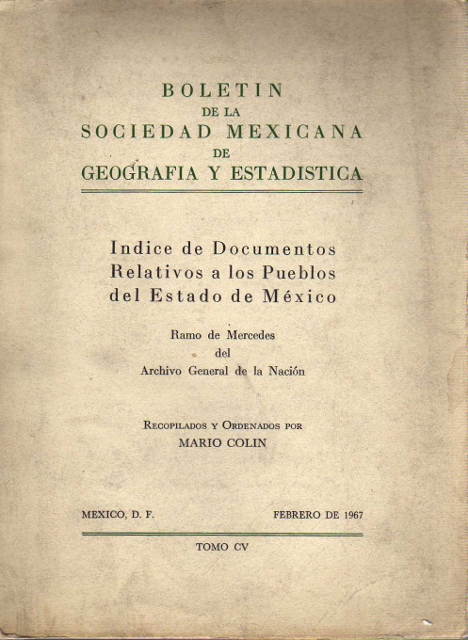 BOLETIN
DE LA
SOCIEDAD MEXICANA
DE
GEOGRAFIA Y ESTADISTICA
Indice de Documentos
Relativos a los Pueblos
del Estado de México
Ramo de Mercedes
del
Archivo General de la Nación
RECOPILADOS Y ORDENADOS POR
MARIO COLIN
MEXICO, D. F. FEBRERO DE 1967
TOMO CV